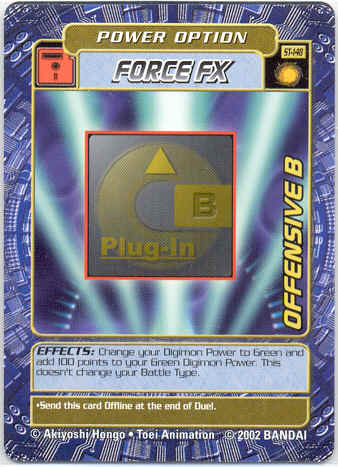 POWER OPTION
ST-148
FORCE FX
B
Plug-In
OFFENSIVE B
EFFECTS: Change your Digimon Power to Green and
add 100 points to your Green Digimon Power. This
doesn't change your Battle Type.
•Send this card Offline at the end of Duel.
© Akiyoshi Hongo • Toei Animation • © 2002 BANDAI